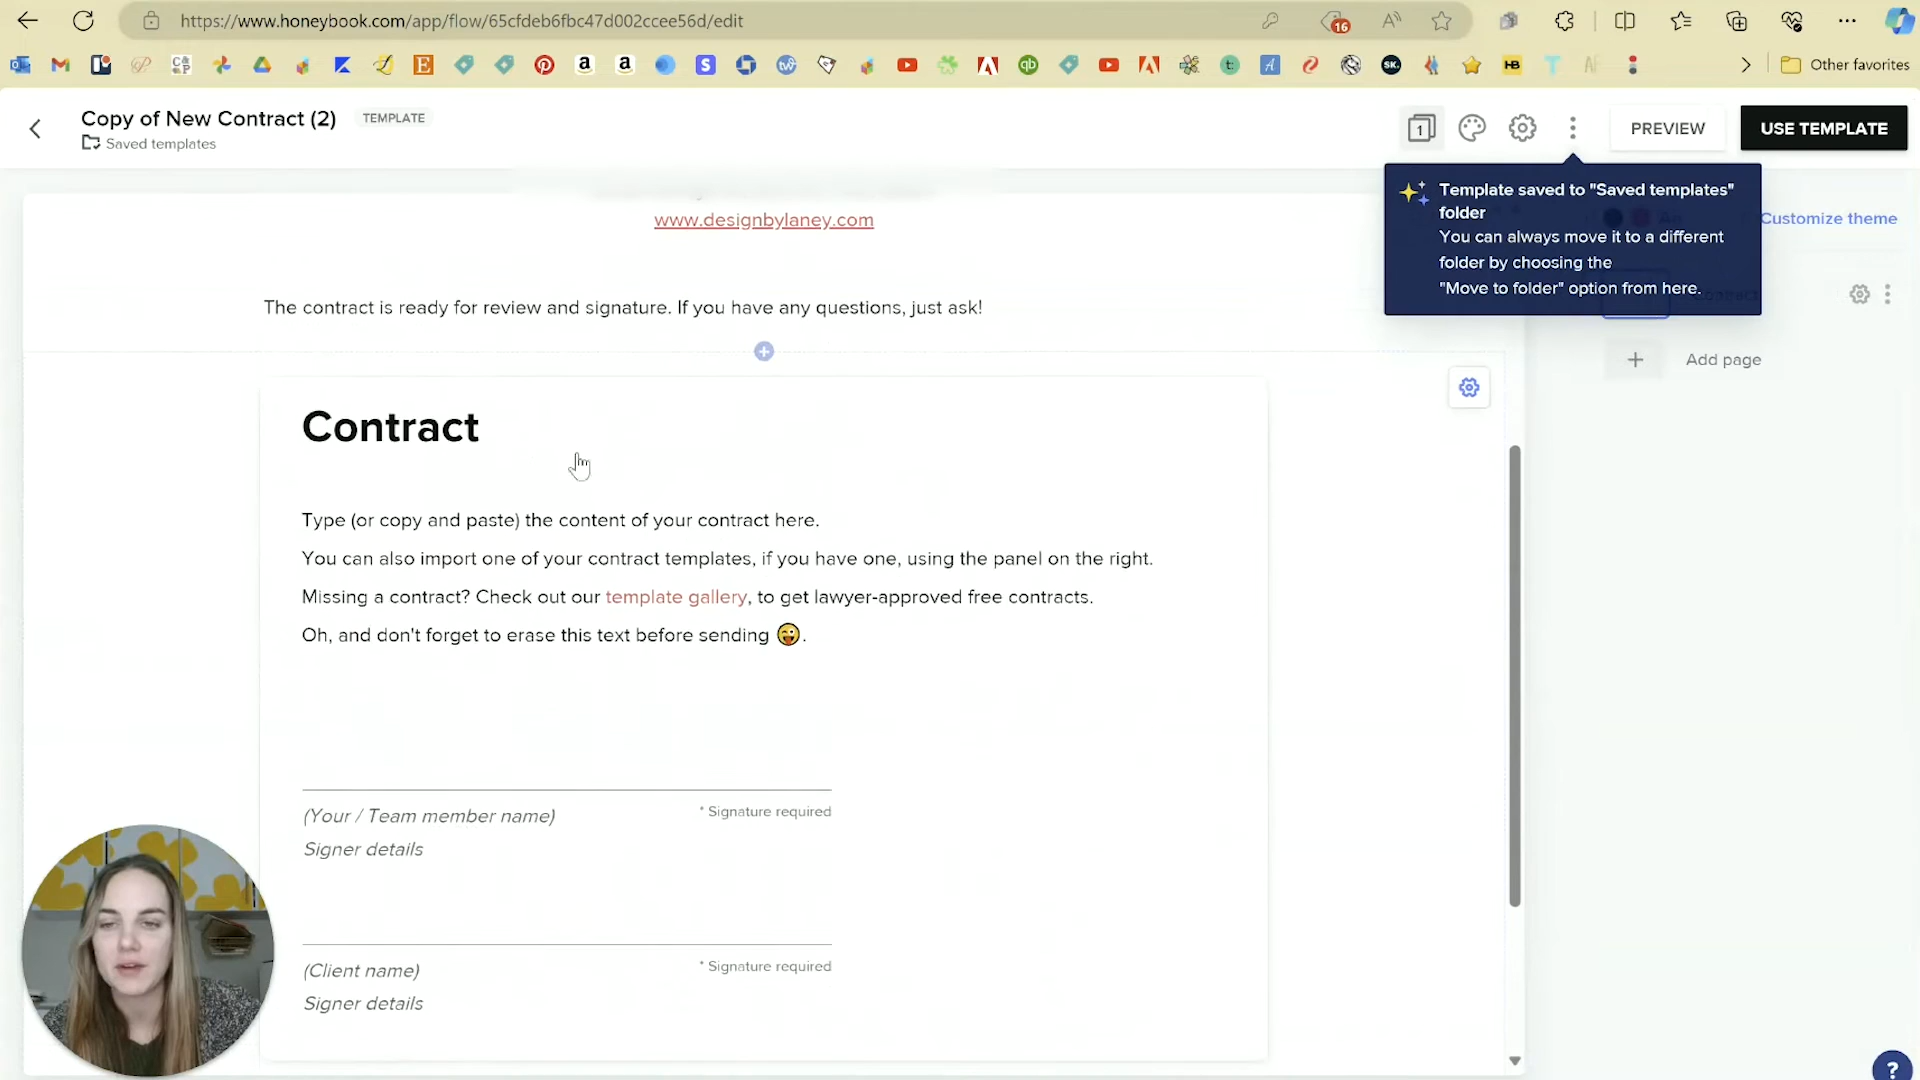 https://www.honeybook.com/app/flow/65cfdeb6fbc47d002ccee56d/edit
16
Other favorites
Copy of New Contract (2)
TEMPLATE
Saved templates
1
PREVIEW
USE TEMPLATE
Template saved to "Saved templates"
folder
You can always move it to a different
folder by choosing the
"Move to folder" option from here.
Customize theme
www.designbylaney.com
The contract is ready for review and signature. If you have any questions, just ask!
Add page
Contract
Type (or copy and paste) the content of your contract here.
You can also import one of your contract templates, if you have one, using the panel on the right.
Missing a contract? Check out our template gallery, to get lawyer-approved free contracts.
Oh, and don't forget to erase this text before sending 😜.
(Your / Team member name)
* Signature required
Signer details
(Client name)
* Signature required
Signer details
?